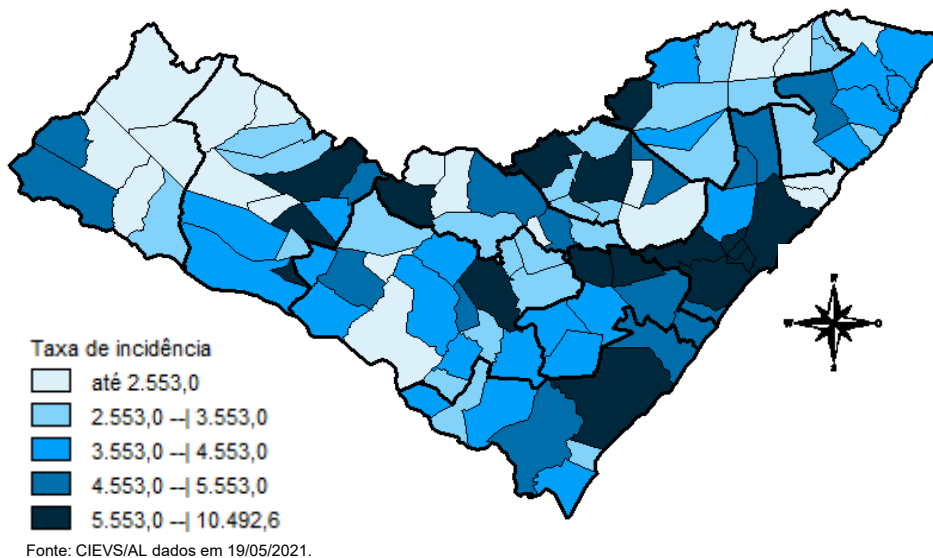 N
W O
S
Taxa de incidência
até 2.553,0
2.553,0 --| 3.553,0
3.553,0 --| 4.553,0
4.553,0 --| 5.553,0
5.553,0 --| 10.492,6
Fonte: CIEVS/AL dados em 19/05/2021.